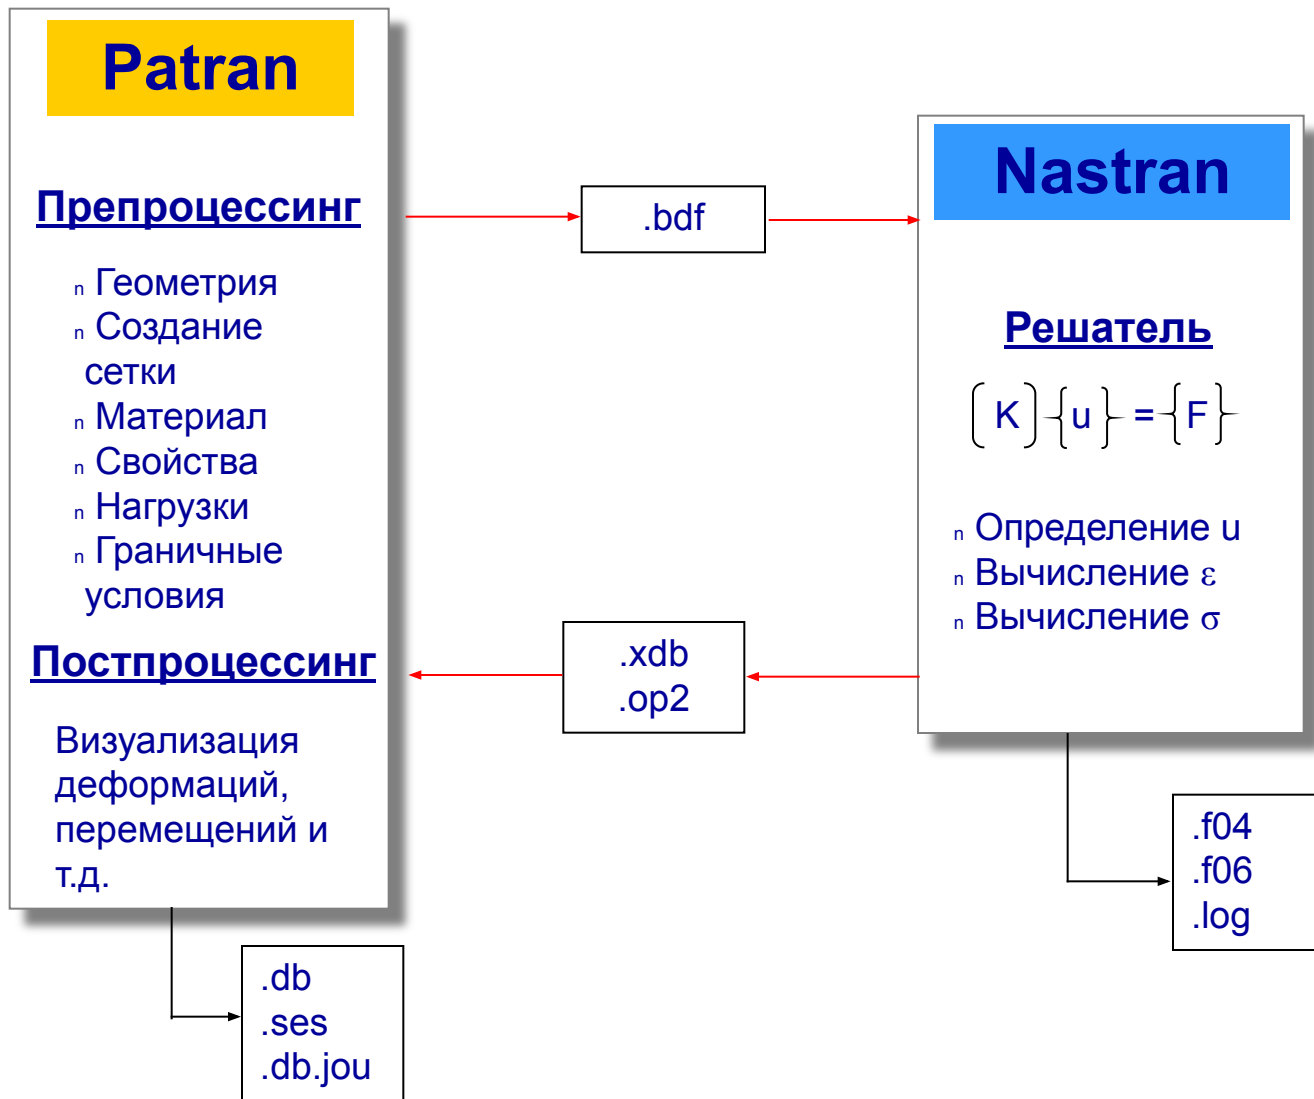 Patran
Препроцессинг
n Геометрия
n Создание
сетки
n Материал
n Свойства
n Нагрузки
n Граничные
условия
Постпроцессинг
Визуализация
деформаций,
перемещений и
т.д.
.bdf
.xdb
.op2
Nastran
Решатель
[K]{u}={F}
n Определение u
n Вычисление ε
n Вычисление σ
.f04
.f06
.log
.db
.ses
.db.jou